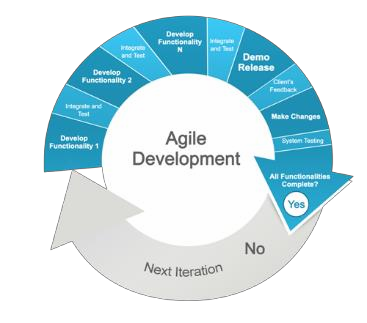 Develop
Functionality 1
Integrate and
Test
Develop
Functionality 2
Integrate
and Test
Develop
Functionality
N
Integrate
and Test
Demo
Release
Client's
Feedback
Make Changes
System Testing
All Functionalities
Complete?
Yes
No
Next Iteration
Agile
Development